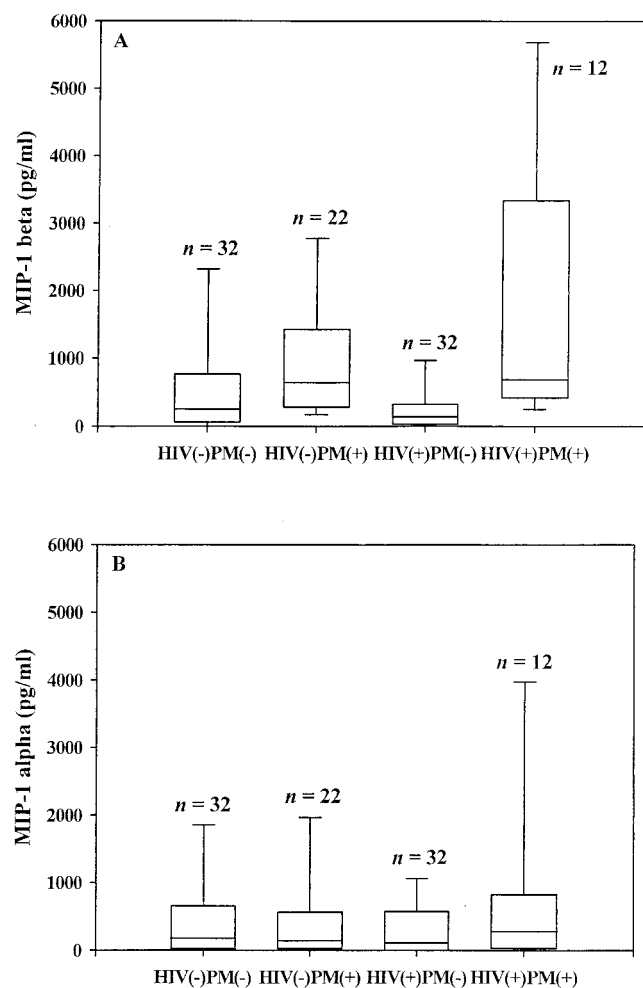 A
MIP-1 beta (pg/ml)
6000
5000
4000
3000
2000
1000
0
n = 12
n = 22
n = 32
n = 32
HIV(-)PM(-) HIV(-)PM(+) HIV(+)PM(-) HIV(+)PM(+)
B
MIP-1 alpha (pg/ml)
6000
5000
4000
3000
2000
1000
0
n = 12
n = 32
n = 22
n = 32
HIV(-)PM(-) HIV(-)PM(+) HIV(+)PM(-) HIV(+)PM(+)